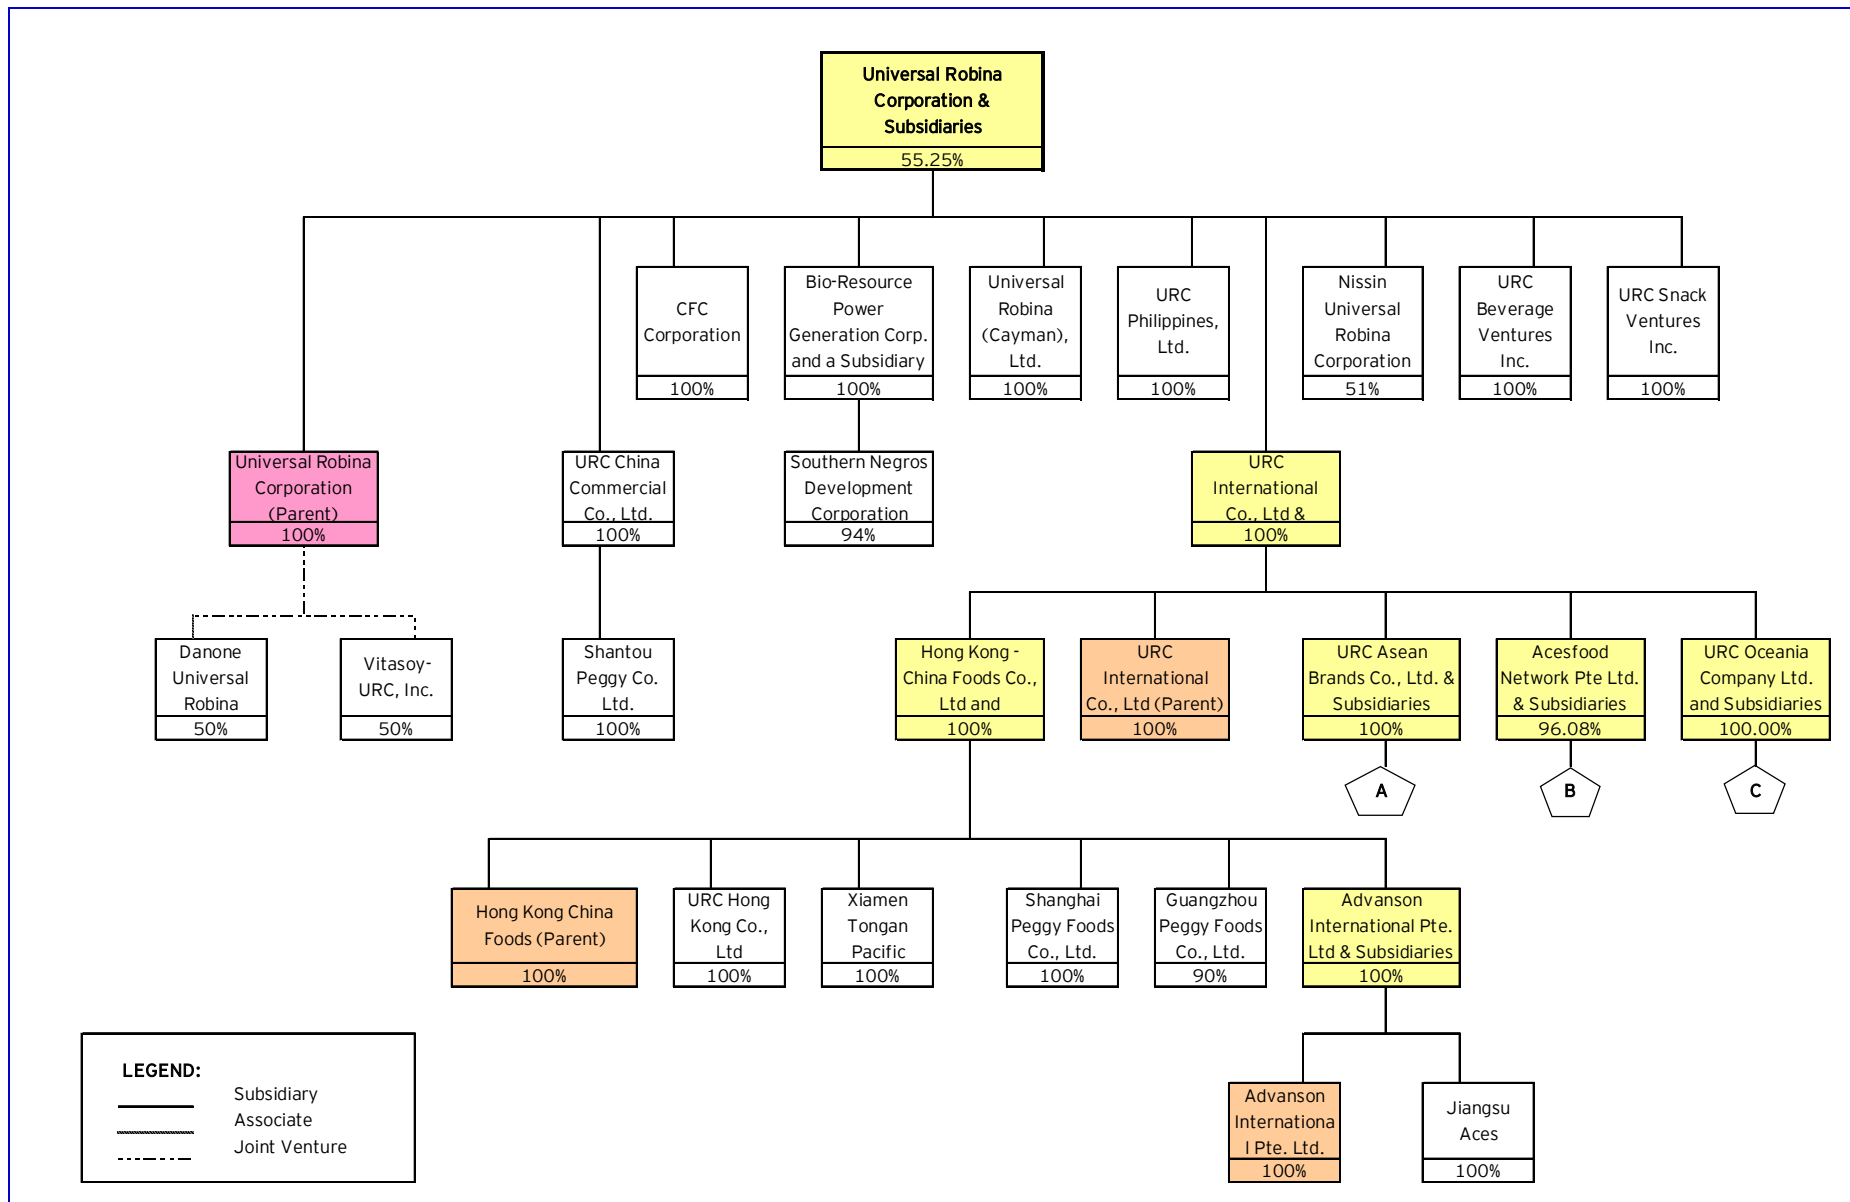 Universal Robina
Corporation &
Subsidiaries
55.25%
CFC
Corporation
100%
Bio-Resource
Power
Generation Corp.
and a Subsidiary
100%
Universal
Robina
(Cayman),
Ltd.
100%
URC
Philippines,
Ltd.
100%
Nissin
Universal
Robina
Corporation
51%
URC
Beverage
Ventures
Inc.
100%
URC Snack
Ventures
Inc.
100%
Universal Robina
Corporation
(Parent)
100%
URC China
Commercial
Co., Ltd.
100%
Southern Negros
Development
Corporation
94%
URC
International
Co., Ltd &
100%
Danone
Universal
Robina
50%
Vitasoy-
URC, Inc.
50%
Shantou
Peggy Co.
Ltd.
100%
Hong Kong -
China Foods Co.,
Ltd and
100%
URC
International
Co., Ltd (Parent)
100%
URC Asean
Brands Co., Ltd. &
Subsidiaries
100%
Acesfood
Network Pte Ltd.
& Subsidiaries
96.08%
URC Oceania
Company Ltd.
and Subsidiaries
100.00%
A
B
C
Hong Kong China
Foods (Parent)
100%
URC Hong
Kong Co.,
Ltd
100%
Xiamen
Tongan
Pacific
100%
Shanghai
Peggy Foods
Co., Ltd.
100%
Guangzhou
Peggy Foods
Co., Ltd.
90%
Advanson
International Pte.
Ltd & Subsidiaries
100%
Advanson
Internationa
l Pte. Ltd.
100%
Jiangsu
Aces
100%
LEGEND:
Subsidiary
Associate
Joint Venture